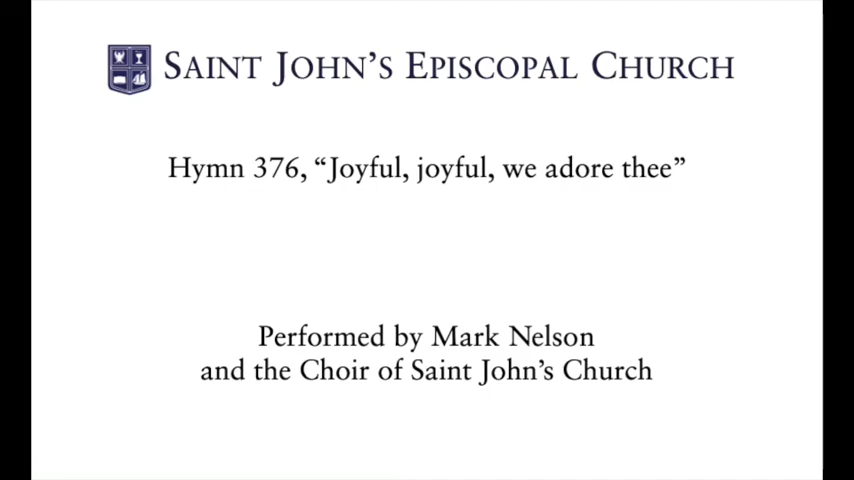 SAINT JOHN’S EPISCOPAL CHURCH
Hymn 376, “Joyful, joyful, we adore thee”
Performed by Mark Nelson
and the Choir of Saint John’s Church